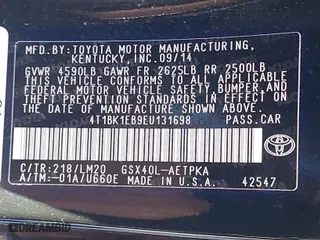 MFD.BY: TOYOTA MOTOR MANUFACTURING,
KENTUCKY, INC. 09/14
GVWR 4590LB GAWR FR 2625LB RR 2500LB
THIS VEHICLE CONFORMS TO ALL APPLICABLE
FEDERAL MOTOR VEHICLE SAFETY, BUMPER, AND
THEFT PREVENTION STANDARDS IN EFFECT ON
THE DATE OF MANUFACTURE SHOWN ABOVE.
4T1BK1EB9EU131698 PASS.CAR
C/TR:218/LM20 GSX40L-AETPKA
A/TM:-01A/U660E
42547
TOYOTA
DREAMBID